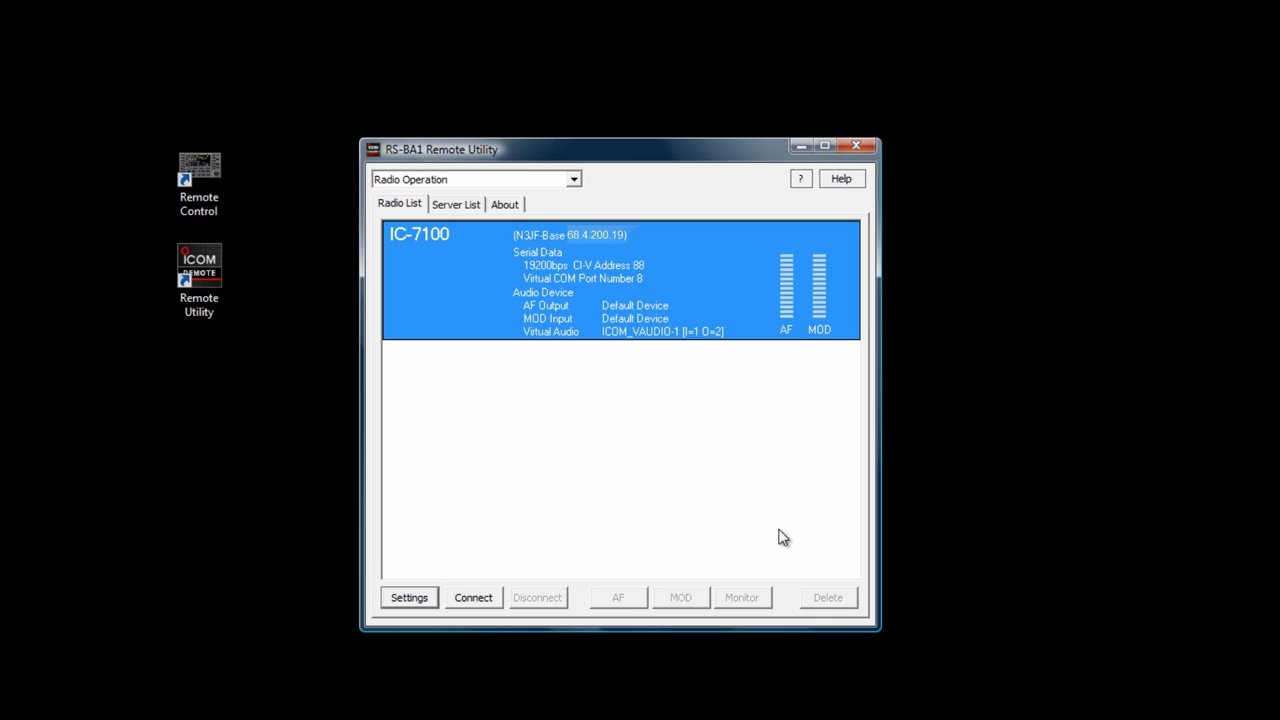 RS-BA1 Remote Utility
Radio Operation
? Help
Radio List Server List About
IC-7100 (N3JF-Base 68.4.200.19)
Serial Data
19200bps CI-V Address 88
Virtual COM Port Number 8
Audio Device
AF Output Default Device
MOD Input Default Device
Virtual Audio ICOM_VAUDIO-1 [I=1 O=2]
AF MOD
Settings Connect Disconnect AF MOD Monitor Delete
Remote
Control
ICOM
REMOTE
Remote
Utility